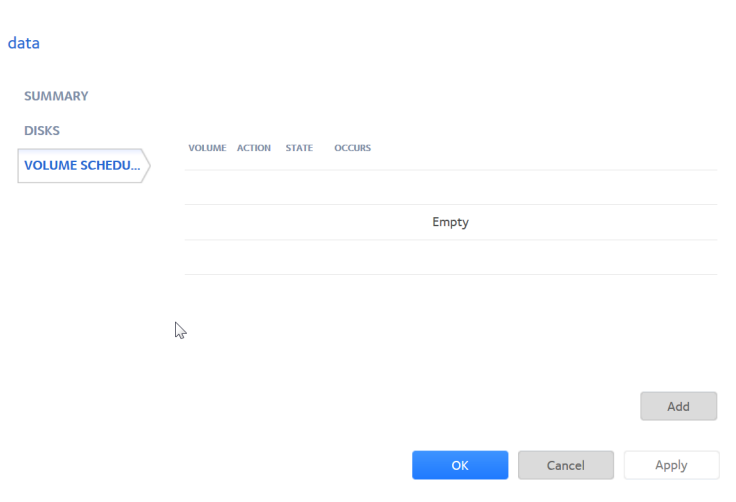 data
SUMMARY
DISKS
VOLUME SCHEDU...
VOLUME ACTION STATE OCCURS
Empty
Add
OK Cancel Apply